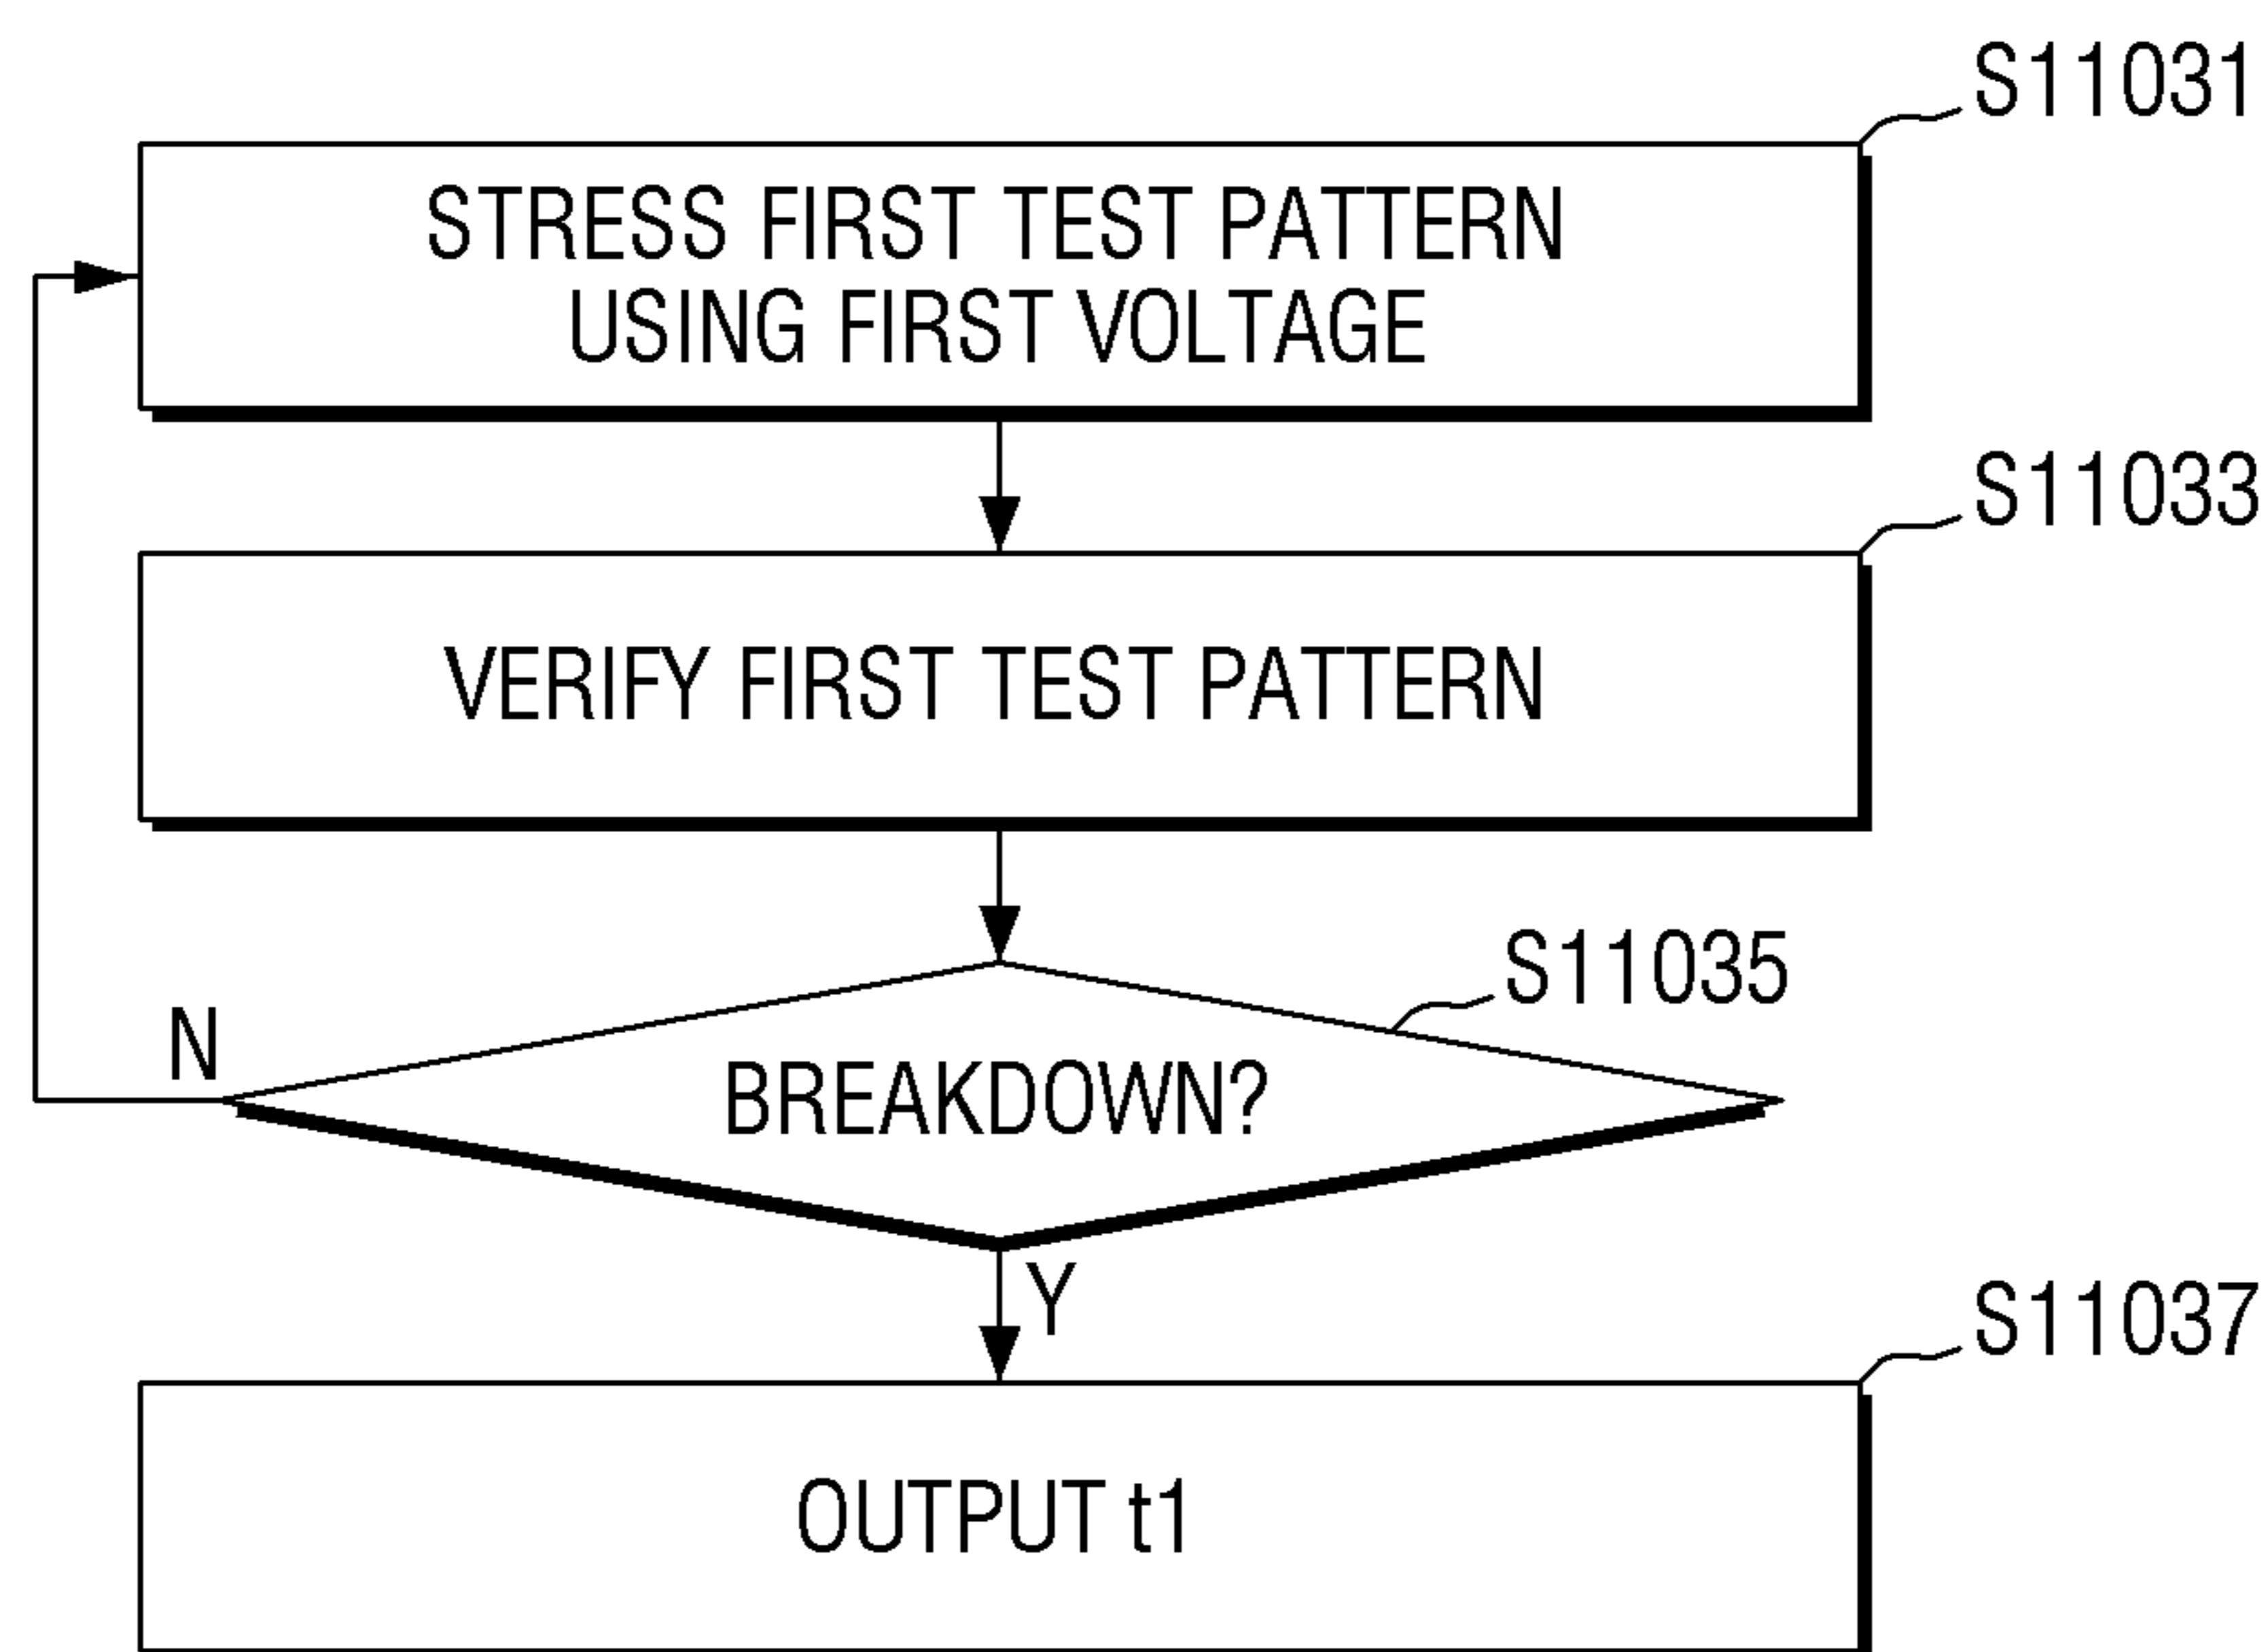 S11031
STRESS FIRST TEST PATTERN
USING FIRST VOLTAGE
S11033
VERIFY FIRST TEST PATTERN
S11035
N
BREAKDOWN?
Y
S11037
OUTPUT t1